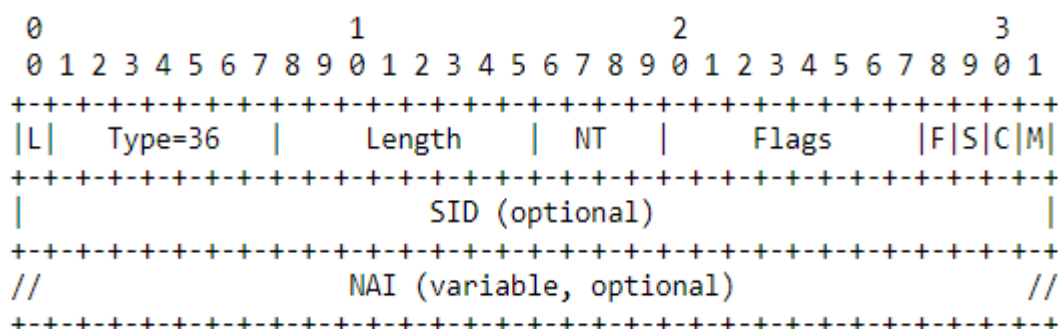 0                   1                   2                   3
0 1 2 3 4 5 6 7 8 9 0 1 2 3 4 5 6 7 8 9 0 1 2 3 4 5 6 7 8 9 0 1
+-+-+-+-+-+-+-+-+-+-+-+-+-+-+-+-+-+-+-+-+-+-+-+-+-+-+-+-+-+-+-+-+
|L|   Type=36   |     Length    |  NT   |     Flags     |F|S|C|M|
+-+-+-+-+-+-+-+-+-+-+-+-+-+-+-+-+-+-+-+-+-+-+-+-+-+-+-+-+-+-+-+-+
|                         SID (optional)                        |
+-+-+-+-+-+-+-+-+-+-+-+-+-+-+-+-+-+-+-+-+-+-+-+-+-+-+-+-+-+-+-+-+
//                   NAI (variable, optional)                  //
+-+-+-+-+-+-+-+-+-+-+-+-+-+-+-+-+-+-+-+-+-+-+-+-+-+-+-+-+-+-+-+-+